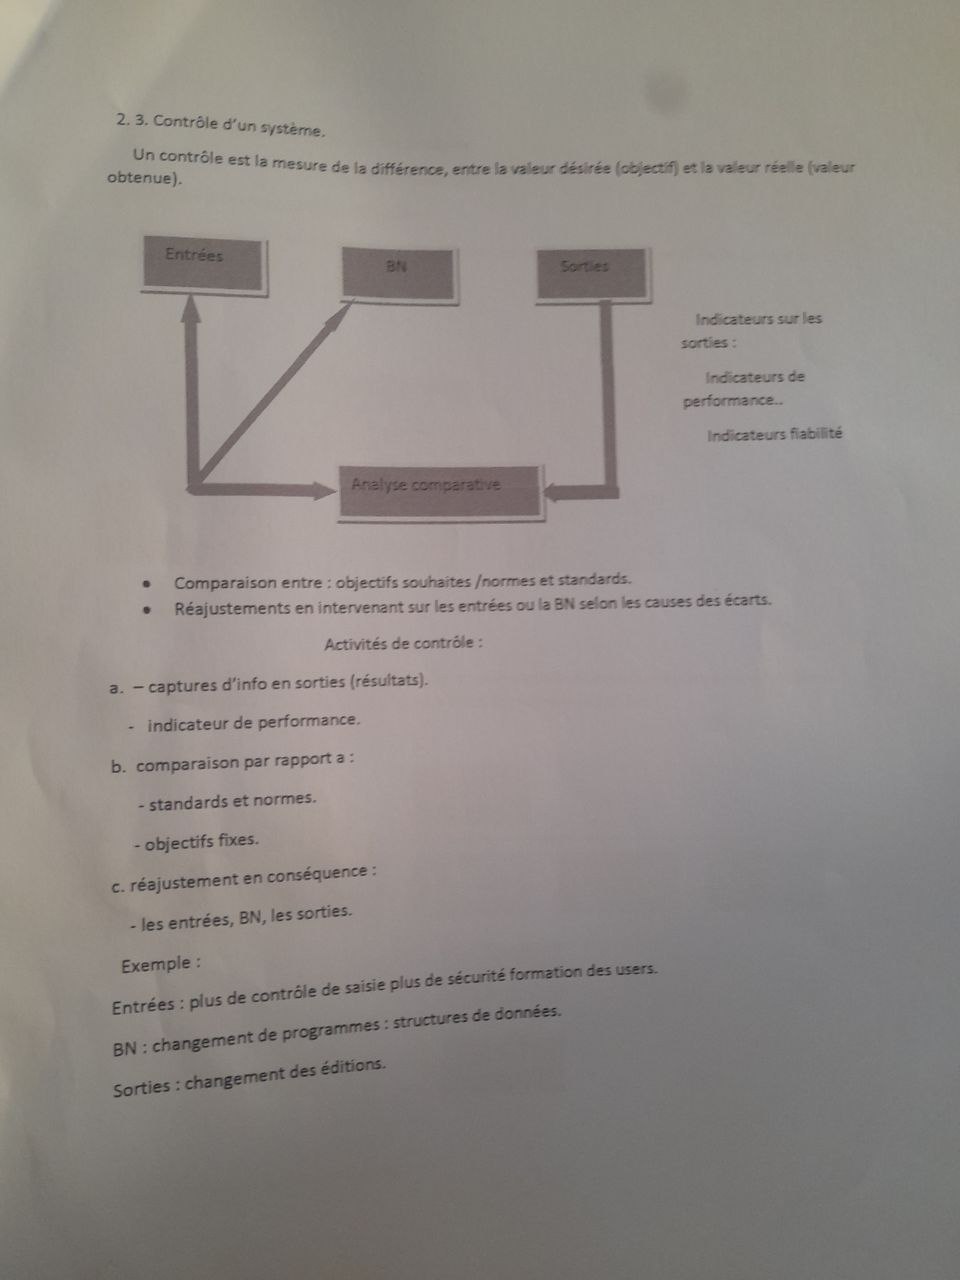 2. 3. Contrôle d'un système.
Un contrôle est la mesure de la différence, entre la valeur désirée (objectif) et la valeur réelle (valeur
obtenue).
Entrées
BN
Sorties
Indicateurs sur les
sorties :
Indicateurs de
performance..
Indicateurs fiabilité
Analyse comparative
• Comparaison entre : objectifs souhaites /normes et standards.
• Réajustements en intervenant sur les entrées ou la BN selon les causes des écarts.
Activités de contrôle :
a. – captures d'info en sorties (résultats).
- indicateur de performance.
b. comparaison par rapport a :
- standards et normes.
- objectifs fixes.
c. réajustement en conséquence :
- les entrées, BN, les sorties.
Exemple :
Entrées : plus de contrôle de saisie plus de sécurité formation des users.
BN : changement de programmes : structures de données.
Sorties : changement des éditions.